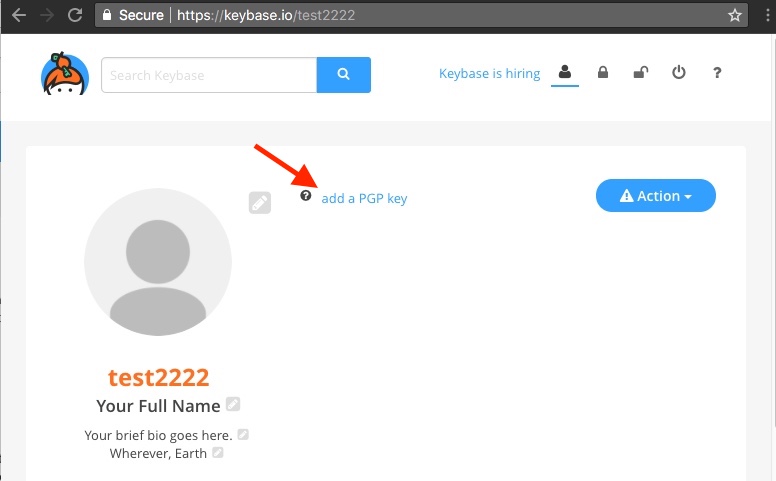 Secure | https://keybase.io/test2222
Search Keybase
Keybase is hiring
?
? add a PGP key
Action
test2222
Your Full Name
Your brief bio goes here.
Wherever, Earth